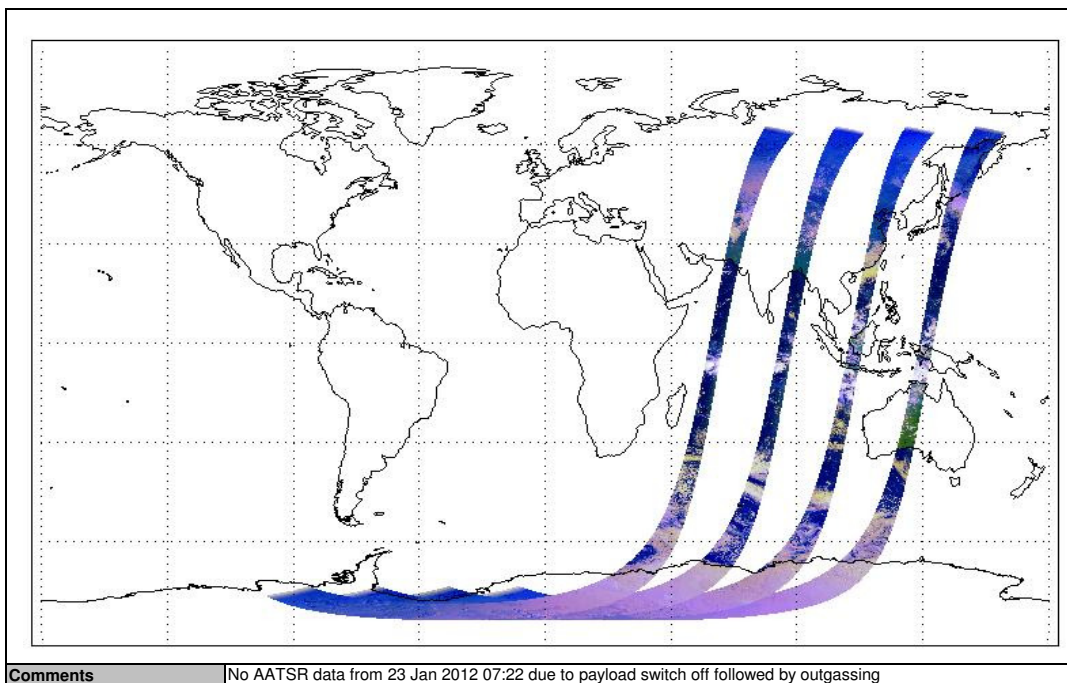 Comments No AATSR data from 23 Jan 2012 07:22 due to payload switch off followed by outgassing